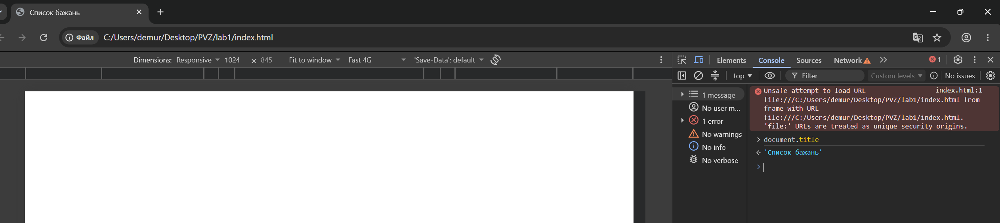 Список бажань
Файл C:/Users/demur/Desktop/PVZ/lab1/index.html
Dimensions: Responsive 1024 × 845 Fit to window Fast 4G 'Save-Data': default
Elements Console Sources Network 1
top Filter Custom levels No issues
1 message
No user m...
1 error
No warnings
No info
No verbose
Unsafe attempt to load URL index.html:1
file:///C:/Users/demur/Desktop/PVZ/lab1/index.html from
frame with URL
file:///C:/Users/demur/Desktop/PVZ/lab1/index.html.
'file:' URLs are treated as unique security origins.
document.title
'Список бажань'